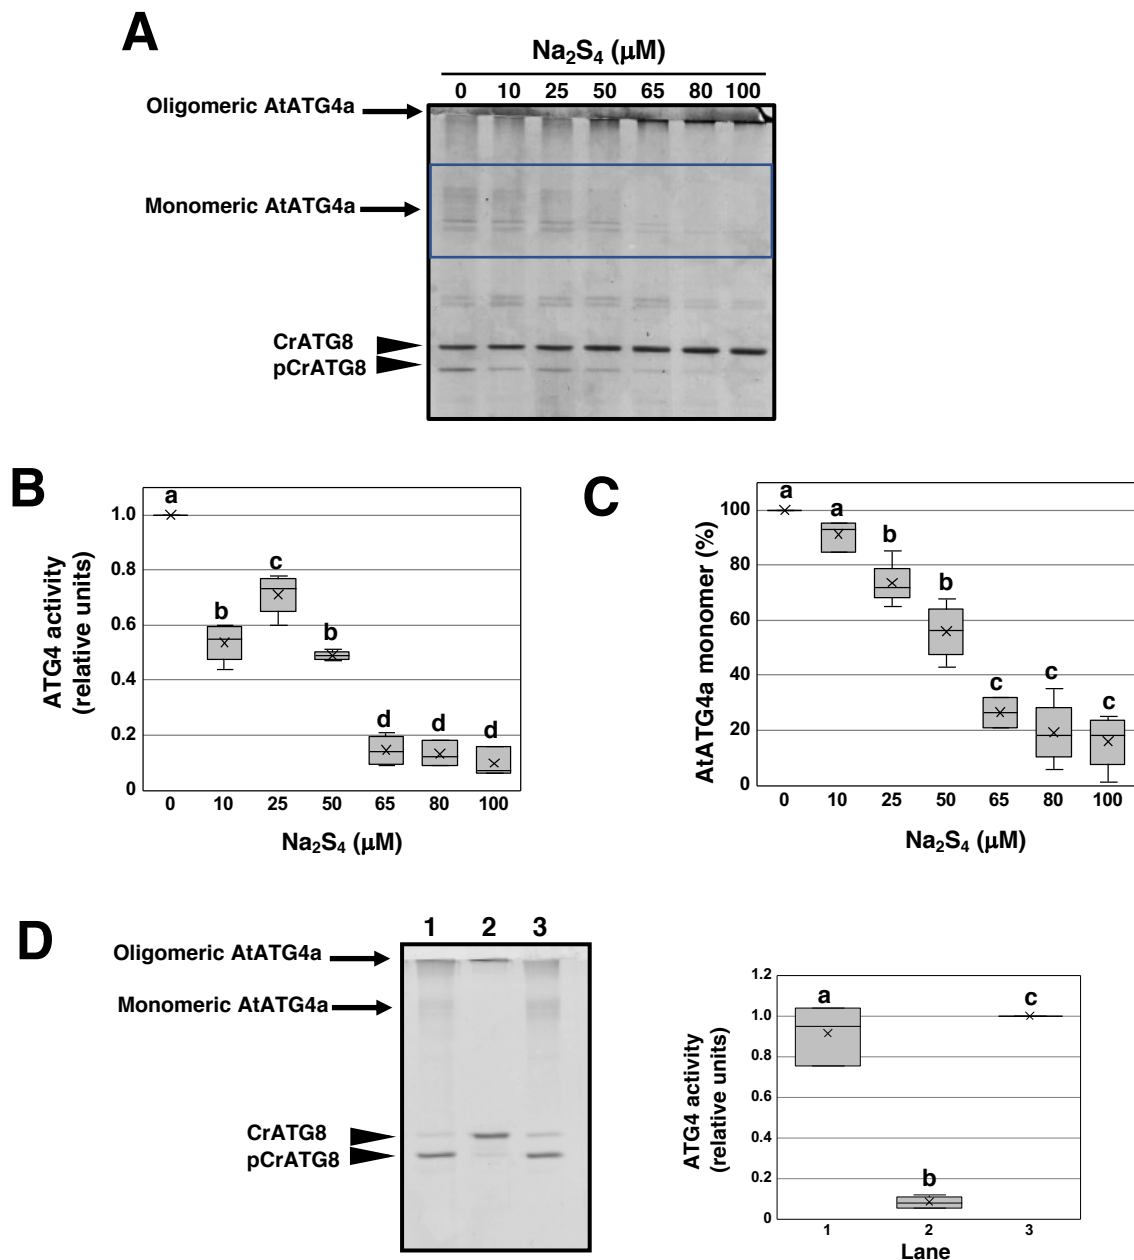 A
Na₂S₄ (μM)
0 10 25 50 65 80 100
Oligomeric AtATG4a
Monomeric AtATG4a
CrATG8
pCrATG8
B
ATG4 activity
(relative units)
1.0
0.8
0.6
0.4
0.2
0
a
b
c
b
d
d
d
0 10 25 50 65 80 100
Na₂S₄ (μM)
C
AtATG4a monomer (%)
100
80
60
40
20
0
a
a
b
b
c
c
c
0 10 25 50 65 80 100
Na₂S₄ (μM)
D
1 2 3
Oligomeric AtATG4a
Monomeric AtATG4a
CrATG8
pCrATG8
ATG4 activity
(relative units)
1.2
1.0
0.8
0.6
0.4
0.2
0
a
b
c
1 2 3
Lane